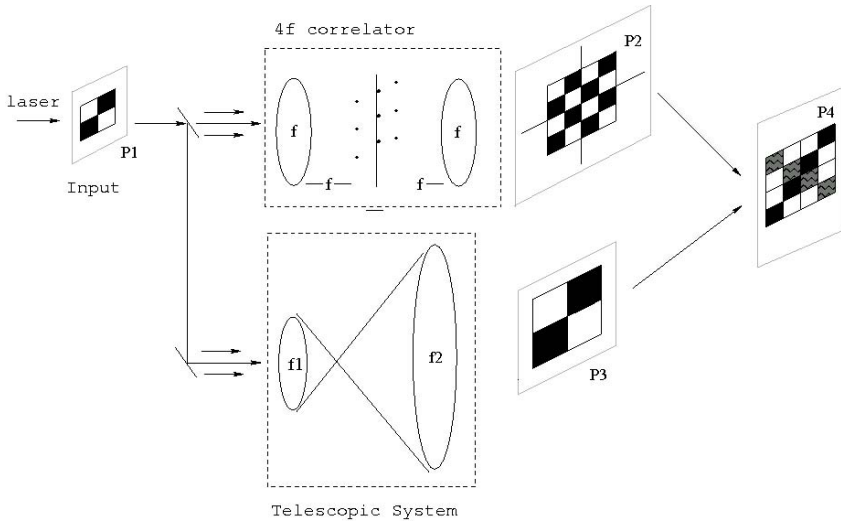 4f correlator
P2
laser
P4
f
f
P1
f
f
Input
f1
f2
P3
Telescopic System